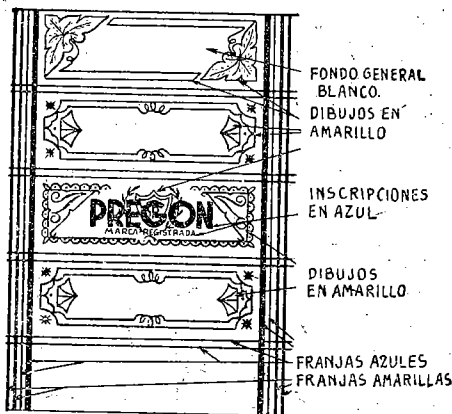 FONDO GENERAL
BLANCO.
DIBUJOS EN
AMARILLO
PREGON
MARCA REGISTRADA
INSCRIPCIONES
EN AZUL
DIBUJOS
EN AMARILLO
FRANJAS AZULES
FRANJAS AMARILLAS